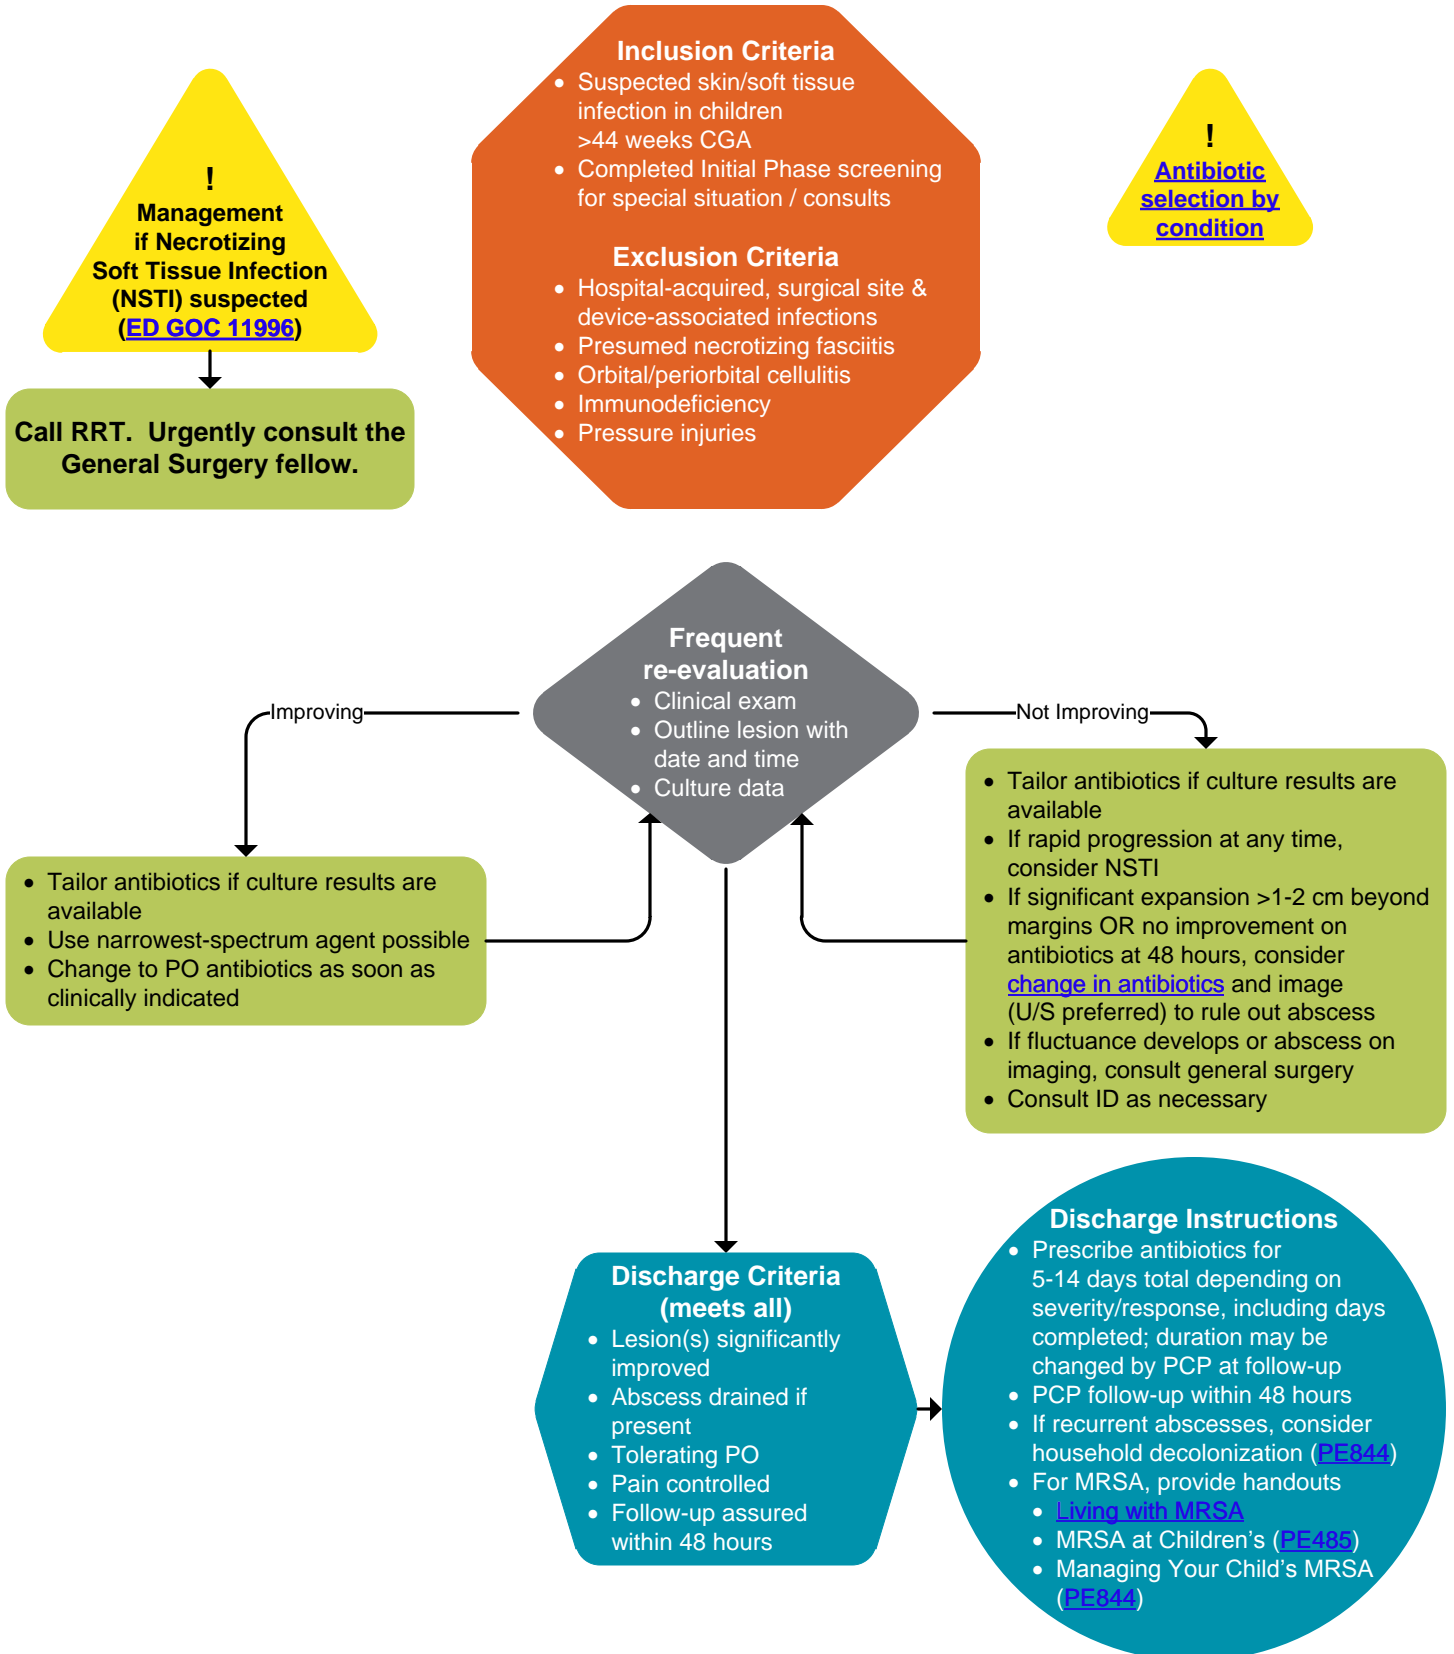 !
Management
if Necrotizing
Soft Tissue Infection
(NSTI) suspected
(ED GOC 11996)
Call RRT.  Urgently consult the
General Surgery fellow.
Inclusion Criteria
• Suspected skin/soft tissue
infection in children
>44 weeks CGA
• Completed Initial Phase screening
for special situation / consults
Exclusion Criteria
• Hospital-acquired, surgical site &
device-associated infections
• Presumed necrotizing fasciitis
• Orbital/periorbital cellulitis
• Immunodeficiency
• Pressure injuries
!
Antibiotic
selection by
condition
Frequent
re-evaluation
• Clinical exam
• Outline lesion with
date and time
• Culture data
Improving
• Tailor antibiotics if culture results are
available
• Use narrowest-spectrum agent possible
• Change to PO antibiotics as soon as
clinically indicated
Not Improving
• Tailor antibiotics if culture results are
available
• If rapid progression at any time,
consider NSTI
• If significant expansion >1-2 cm beyond
margins OR no improvement on
antibiotics at 48 hours, consider
change in antibiotics and image
(U/S preferred) to rule out abscess
• If fluctuance develops or abscess on
imaging, consult general surgery
• Consult ID as necessary
Discharge Criteria
(meets all)
• Lesion(s) significantly
improved
• Abscess drained if
present
• Tolerating PO
• Pain controlled
• Follow-up assured
within 48 hours
Discharge Instructions
• Prescribe antibiotics for
5-14 days total depending on
severity/response, including days
completed; duration may be
changed by PCP at follow-up
• PCP follow-up within 48 hours
• If recurrent abscesses, consider
household decolonization (PE844)
• For MRSA, provide handouts
• Living with MRSA
• MRSA at Children's (PE485)
• Managing Your Child's MRSA
(PE844)